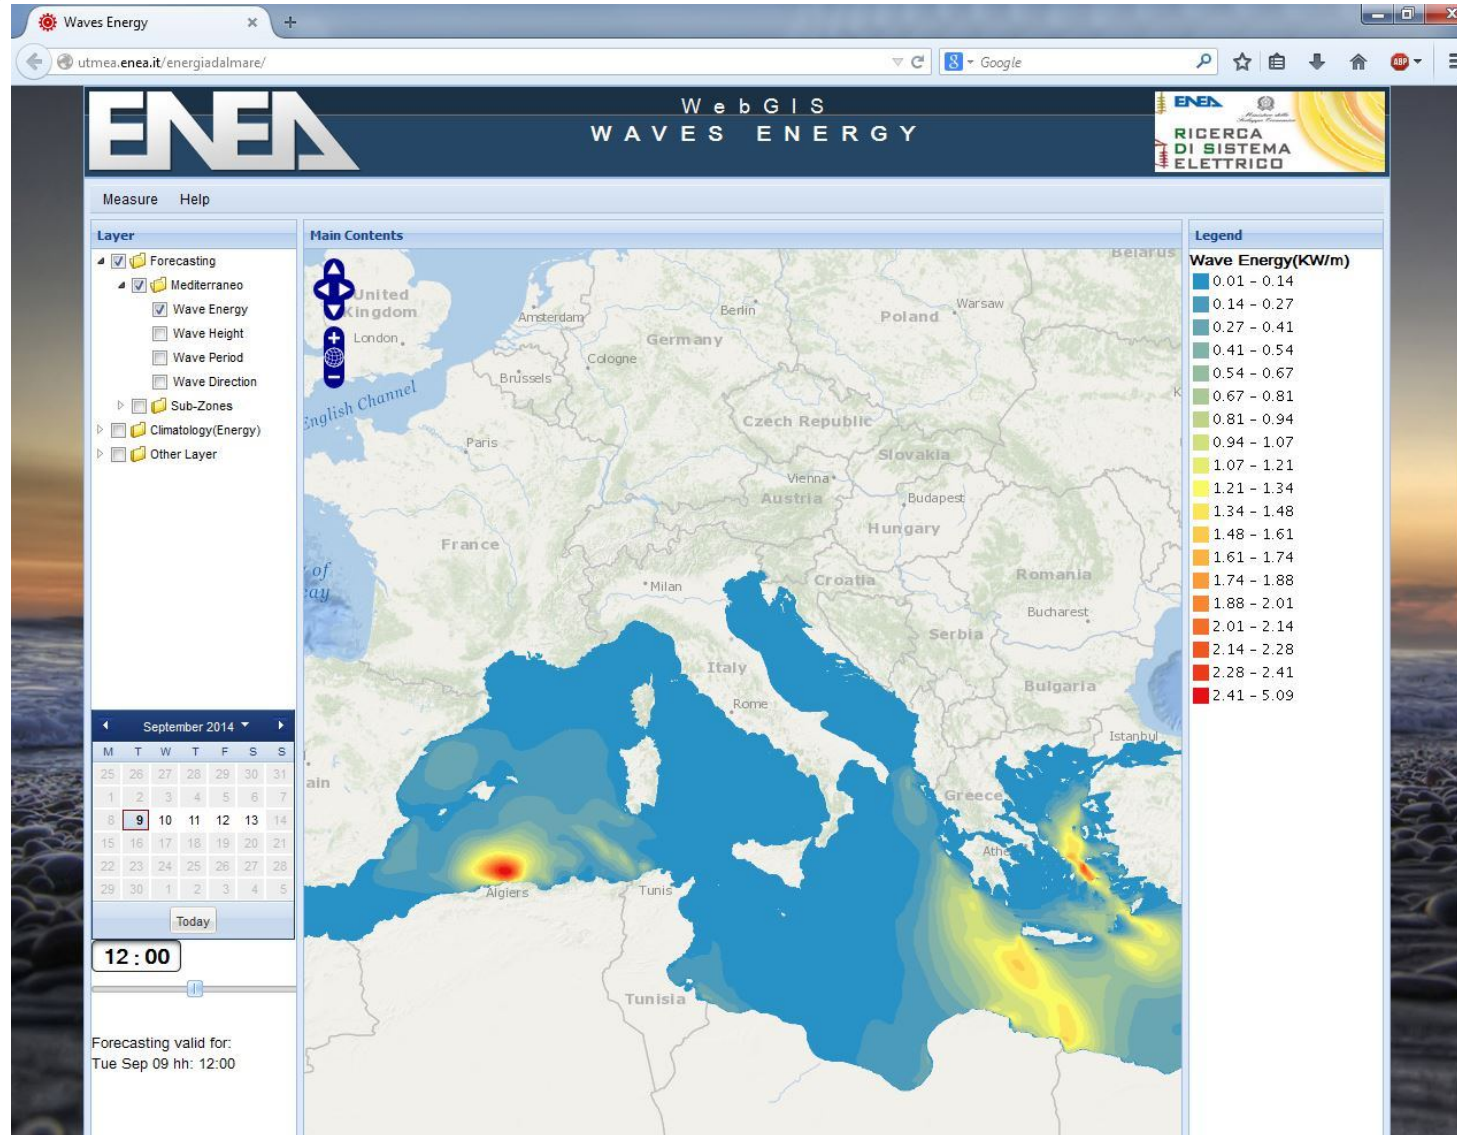 Waves Energy
utmea.enea.it/energiadalmare/
Google
ABP
ENEA
WebGIS
WAVES ENERGY
ENEA
RICERCA
DI SISTEMA
ELETTRICO
Measure Help
Layer
Forecasting
Mediterraneo
Wave Energy
Wave Height
Wave Period
Wave Direction
Sub-Zones
Climatology(Energy)
Other Layer
September 2014
M T W T F S S
25 26 27 28 29 30 31
1 2 3 4 5 6 7
8 9 10 11 12 13 14
15 16 17 18 19 20 21
22 23 24 25 26 27 28
29 30 1 2 3 4 5
Today
12 : 00
Forecasting valid for:
Tue Sep 09 hh: 12:00
Main Contents
Belarus
United
Kingdom
London
Amsterdam
Berlin
Warsaw
Poland
Germany
Cologne
Brussels
English Channel
Czech Republic
Paris
Slovakia
Vienna
Austria
Budapest
Hungary
France
of
ay
Milan
Croatia
Romania
Bucharest
Serbia
Italy
Bulgaria
Rome
Istanbul
ain
Greece
Athe
Algiers
Tunis
Tunisia
Legend
Wave Energy(KW/m)
0.01 - 0.14
0.14 - 0.27
0.27 - 0.41
0.41 - 0.54
0.54 - 0.67
0.67 - 0.81
0.81 - 0.94
0.94 - 1.07
1.07 - 1.21
1.21 - 1.34
1.34 - 1.48
1.48 - 1.61
1.61 - 1.74
1.74 - 1.88
1.88 - 2.01
2.01 - 2.14
2.14 - 2.28
2.28 - 2.41
2.41 - 5.09